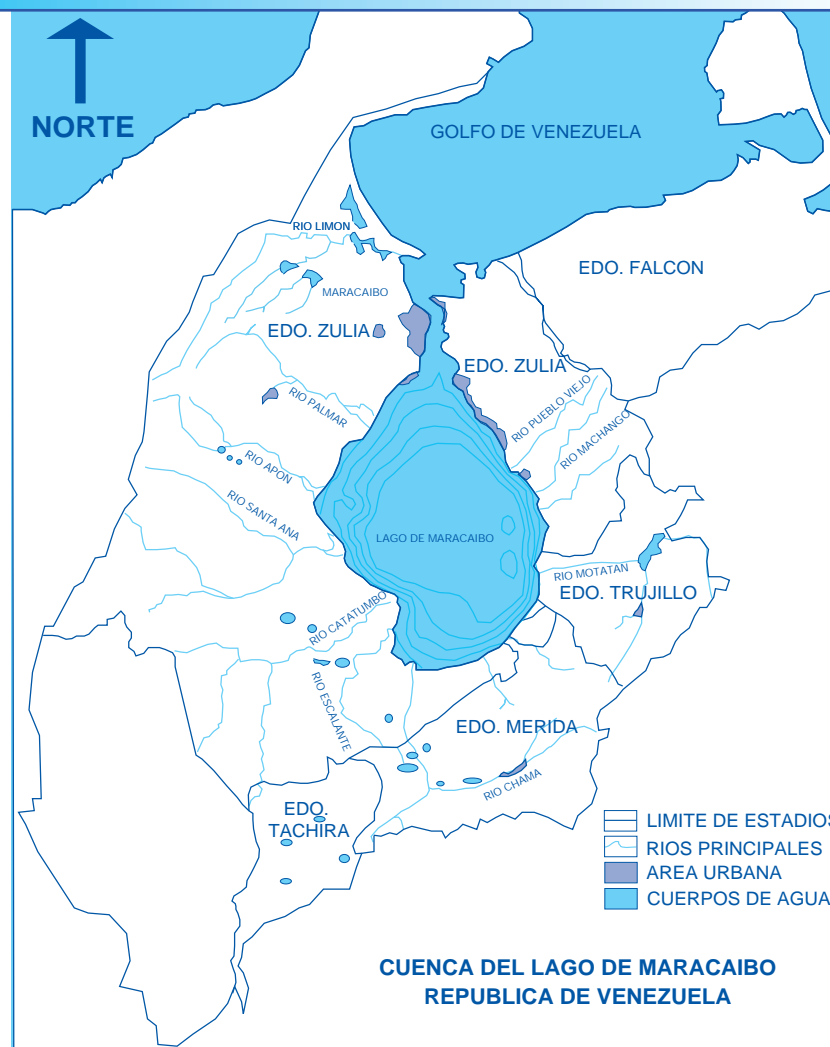 NORTE
GOLFO DE VENEZUELA
RIO LIMON
EDO. FALCON
MARACAIBO
EDO. ZULIA
EDO. ZULIA
RIO PALMAR
RIO PUEBLO VIEJO
RIO MACHANGO
RIO APON
RIO SANTA ANA
LAGO DE MARACAIBO
RIO MOTATAN
EDO. TRUJILLO
RIO CATATUMBO
RIO ESCALANTE
EDO. MERIDA
RIO CHAMA
EDO.
TACHIRA
LIMITE DE ESTADIOS
RIOS PRINCIPALES
AREA URBANA
CUERPOS DE AGUA
CUENCA DEL LAGO DE MARACAIBO
REPUBLICA DE VENEZUELA